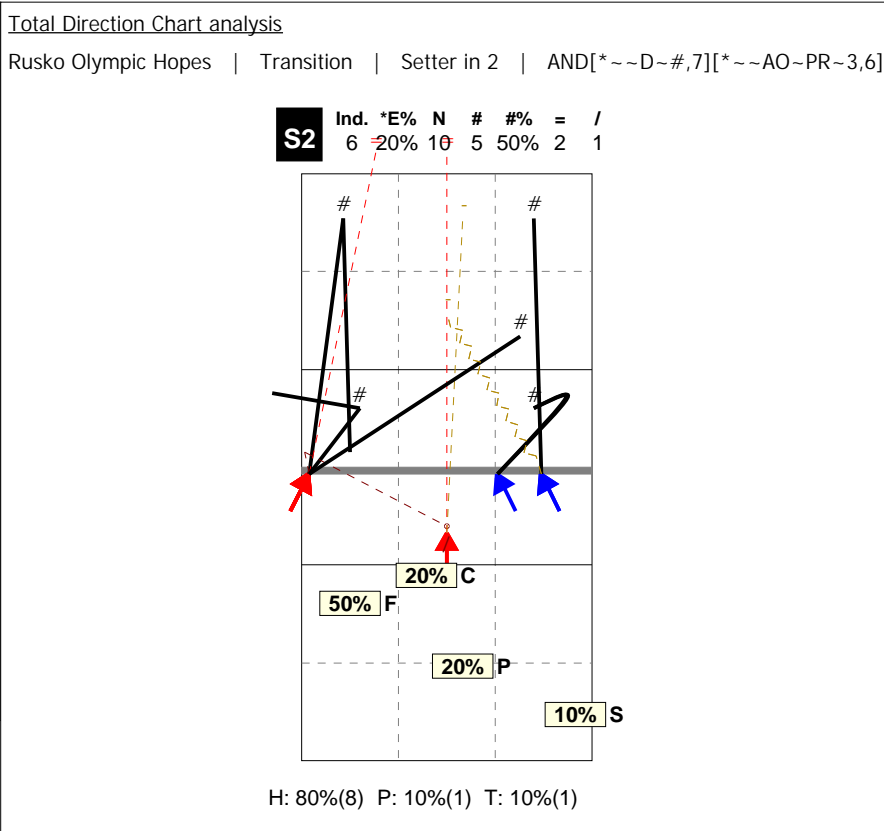 Total Direction Chart analysis
Rusko Olympic Hopes | Transition | Setter in 2 | AND[*~~D~#,7][*~~AO~PR~3,6]
S2
Ind. *E% N # #% = /
6 20% 10 5 50% 2 1
= =
# - #
-
#
# #
20% C
50% F
20% P
10% S
H: 80%(8) P: 10%(1) T: 10%(1)